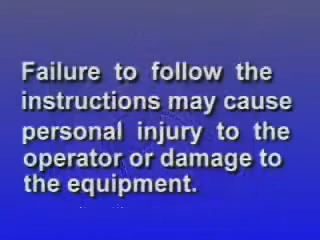 Failure to follow the
instructions may cause
personal injury to the
operator or damage to
the equipment.